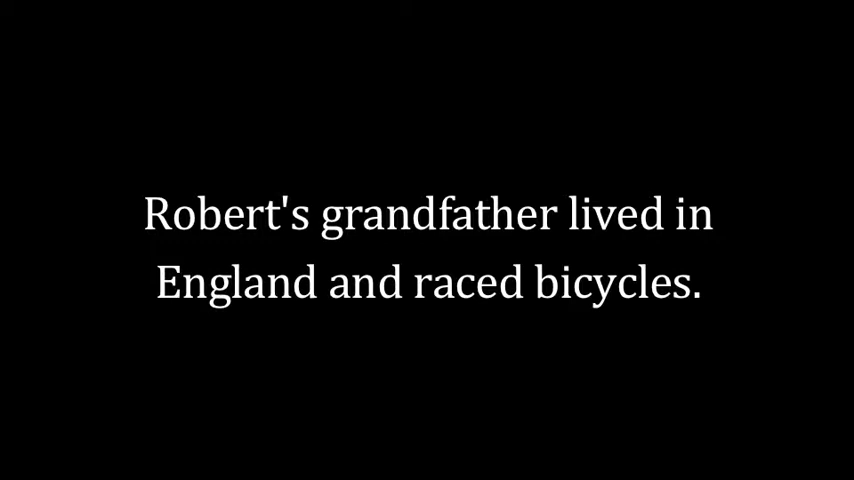 Robert's grandfather lived in
England and raced bicycles.